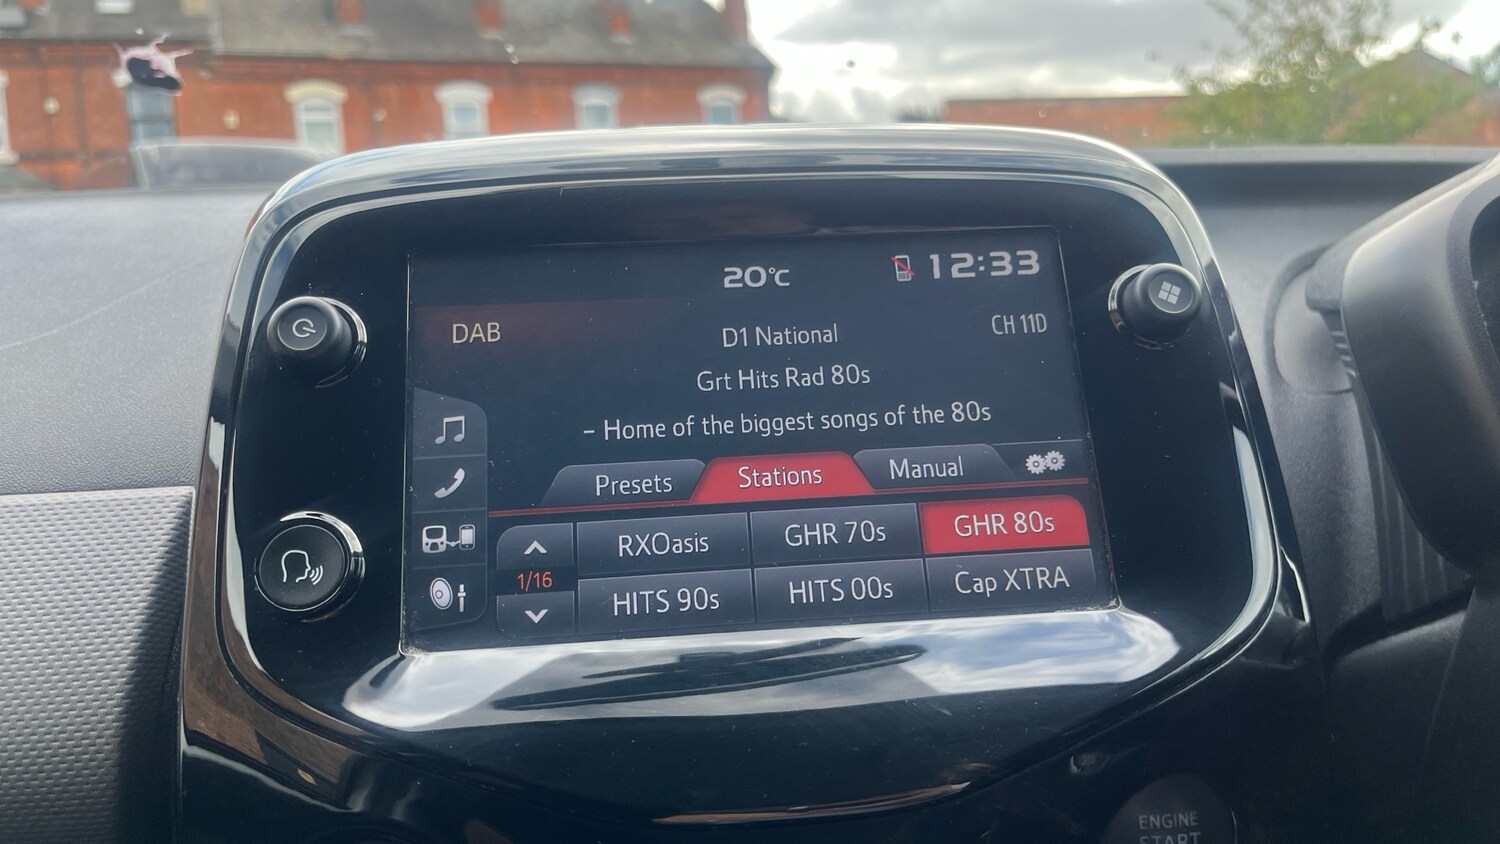 20°C
12:33
DAB
D1 National
CH 11D
Grt Hits Rad 80s
- Home of the biggest songs of the 80s
Presets
Stations
Manual
RXOasis
GHR 70s
GHR 80s
1/16
HITS 90s
HITS 00s
Cap XTRA
ENGINE
START